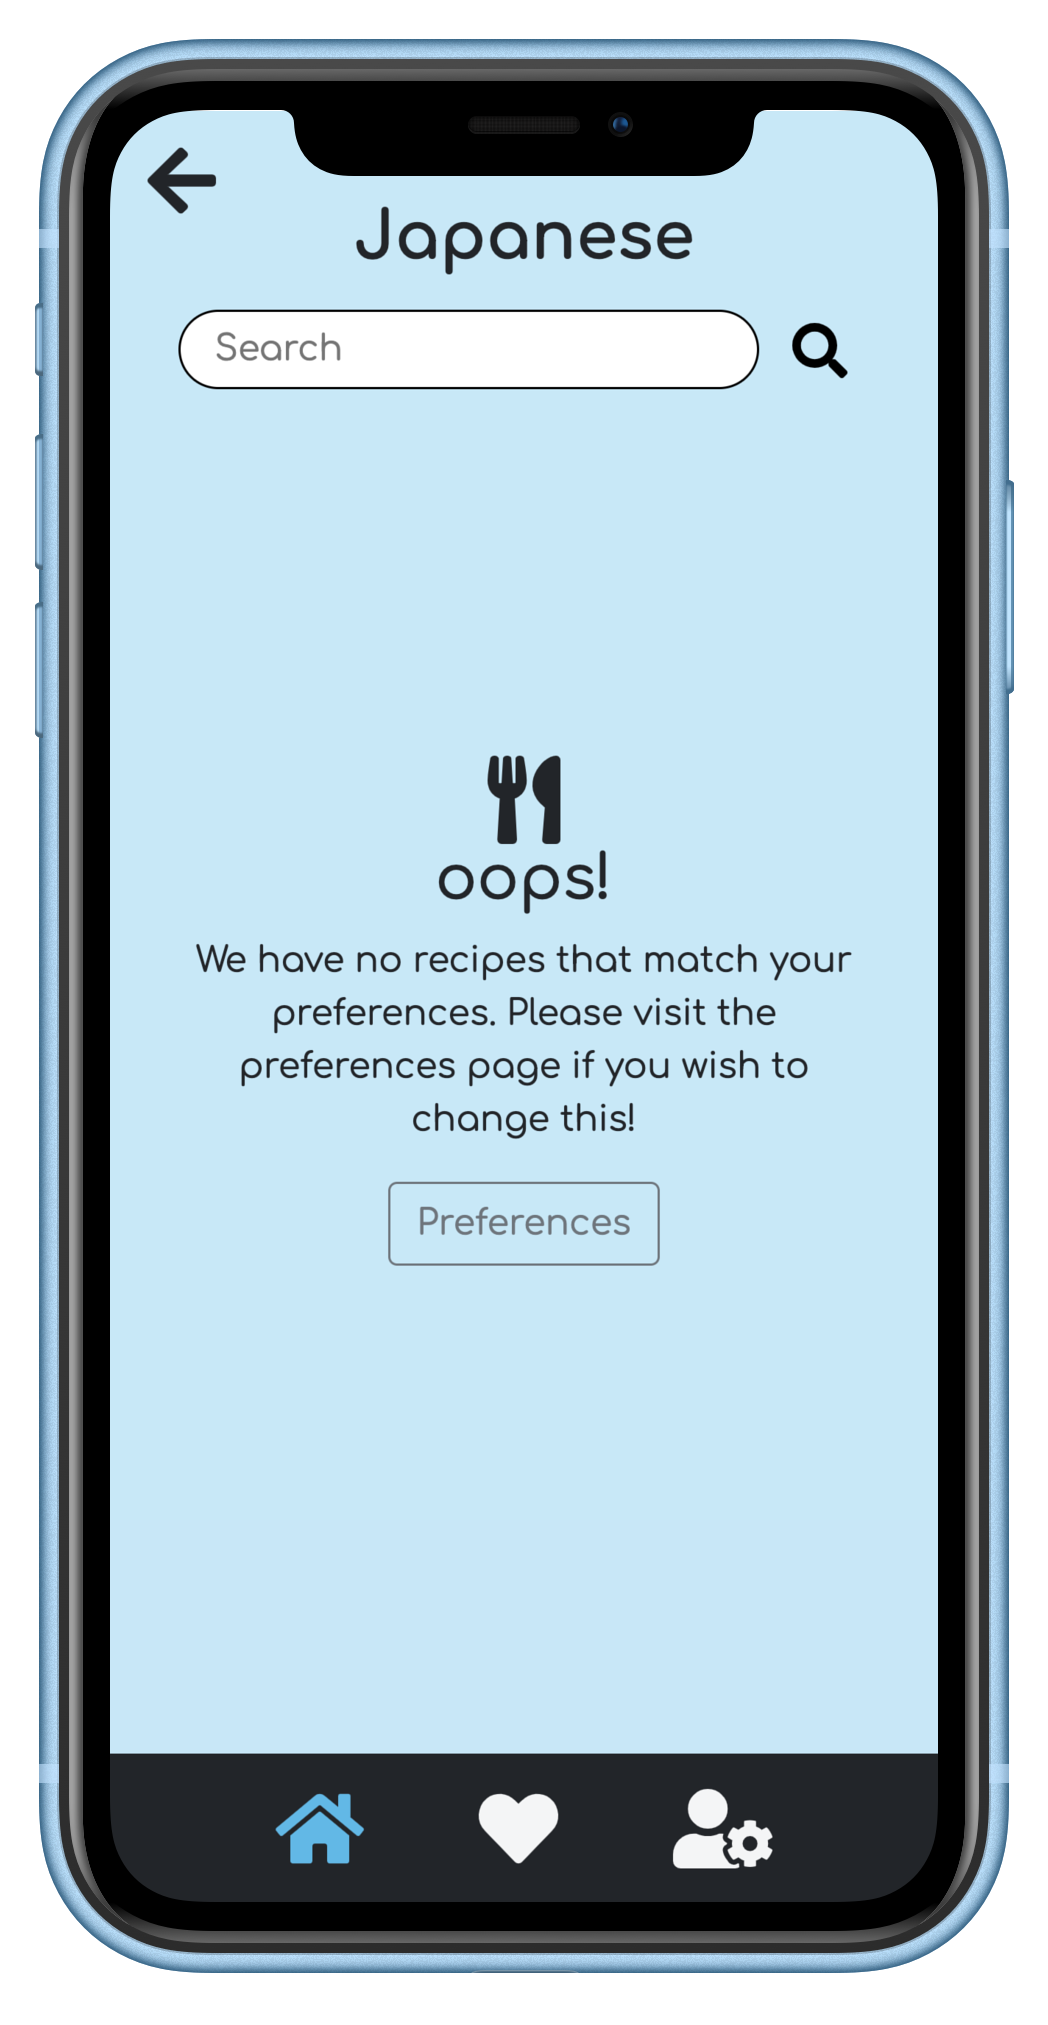 Japanese
Search
oops!
We have no recipes that match your
preferences. Please visit the
preferences page if you wish to
change this!
Preferences